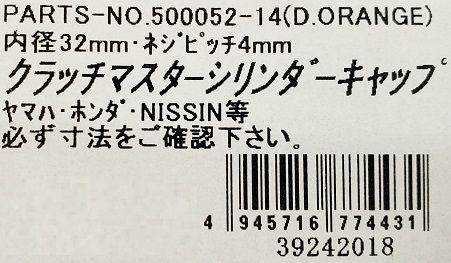 PARTS-NO.500052-14(D.ORANGE)
内径32mm・ネジピッチ4mm
クラッチマスターシリンダーキャップ
ヤマハ・ホンダ・NISSIN等
必ず寸法をご確認下さい。
4 945716 774431
39242018